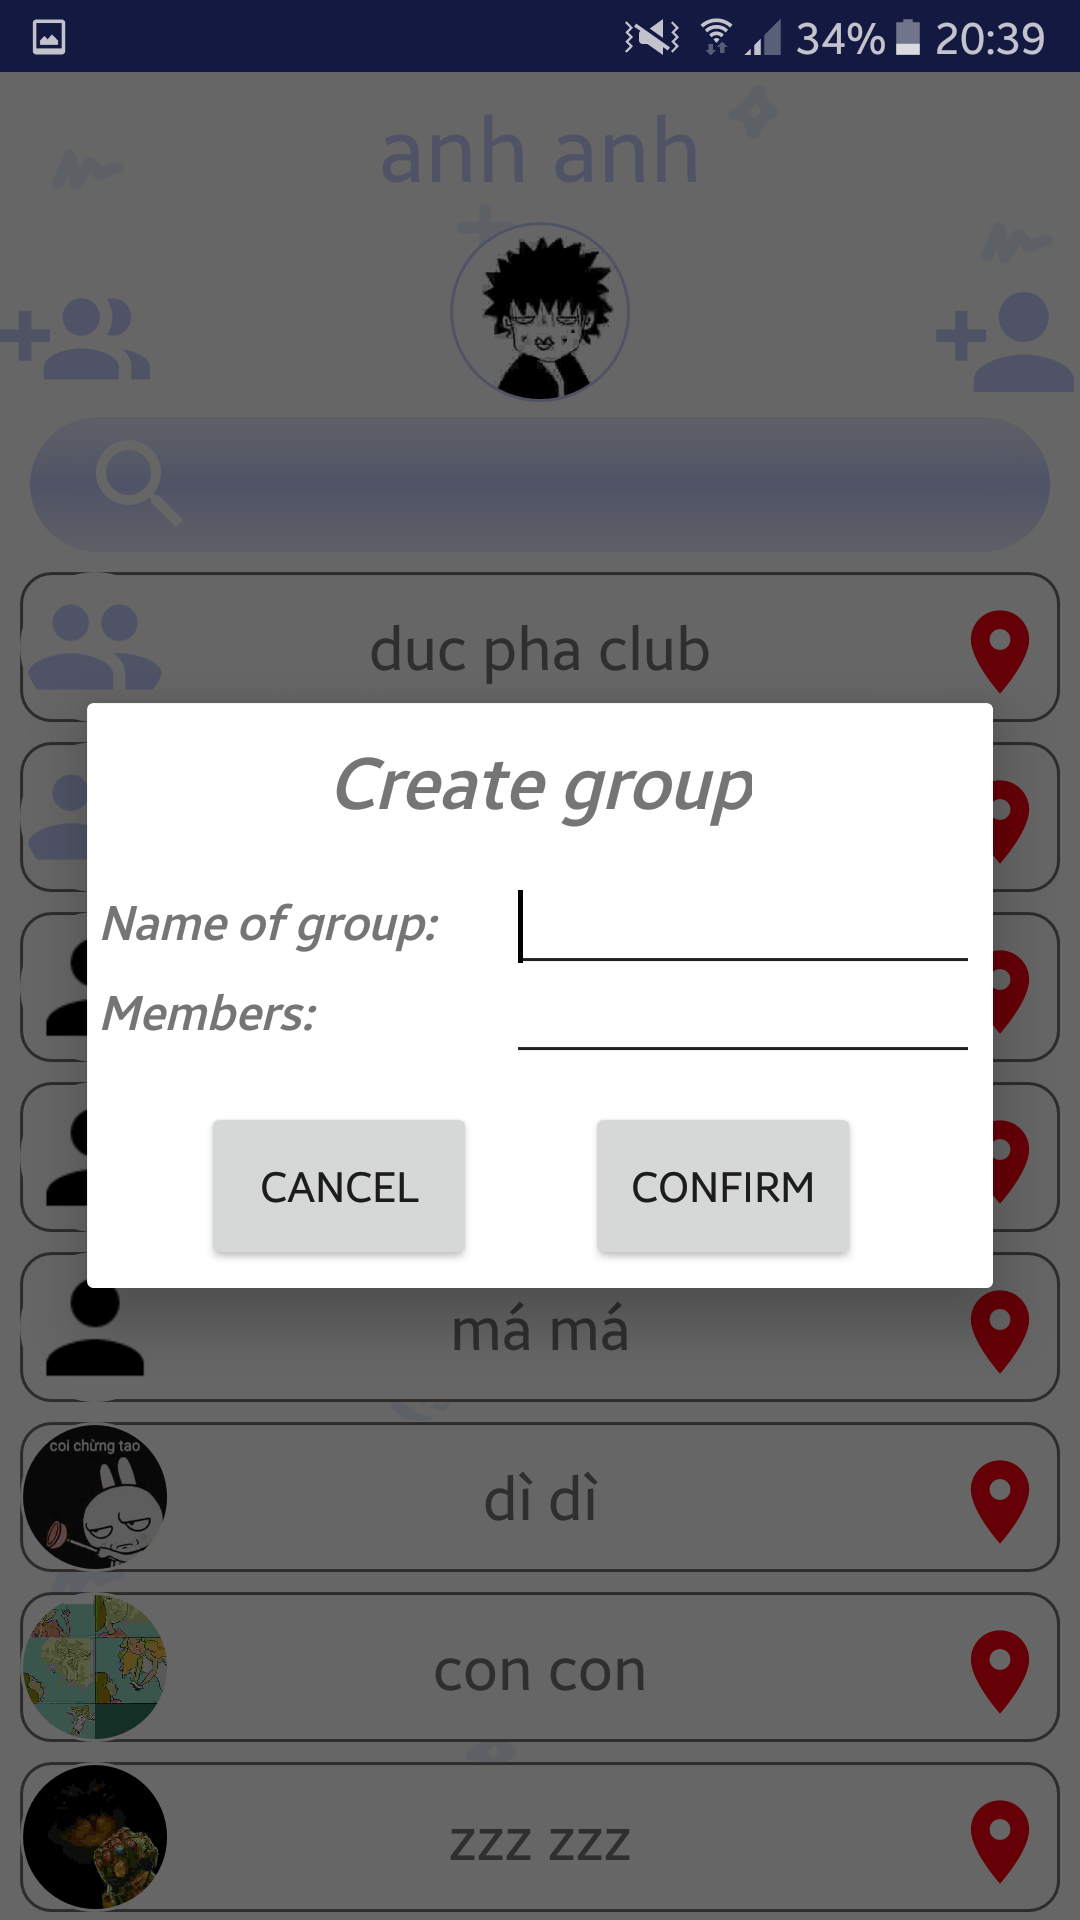 34% 20:39
anh anh
duc pha club
Create group
Name of group:
Members:
CANCEL CONFIRM
má má
coi chừng tao
dì dì
con con
zzz zzz